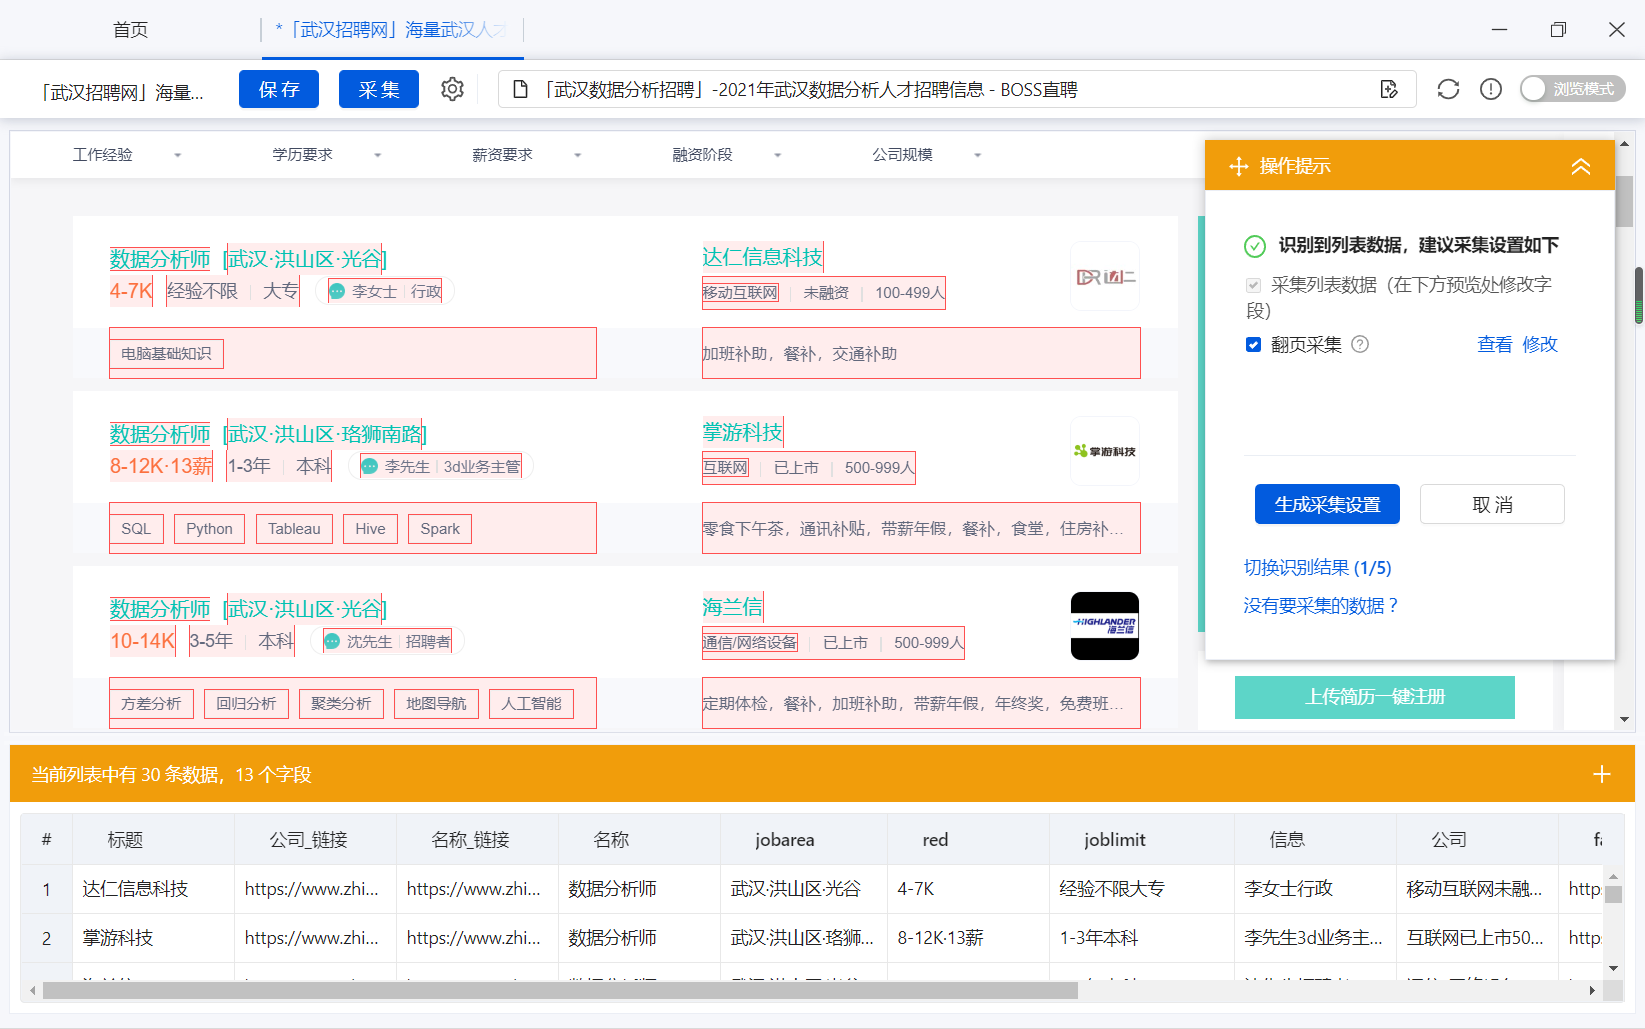 首页
*「武汉招聘网」海量武汉人才
「武汉招聘网」海量...
保存
采集
「武汉数据分析招聘」-2021年武汉数据分析人才招聘信息 - BOSS直聘
浏览模式
工作经验 学历要求 薪资要求 融资阶段 公司规模
数据分析师 [武汉·洪山区·光谷]
4-7K 经验不限 大专 李女士 行政
电脑基础知识
达仁信息科技
移动互联网 未融资 100-499人
加班补助，餐补，交通补助
数据分析师 [武汉·洪山区·珞狮南路]
8-12K·13薪 1-3年 本科 李先生 3d业务主管
SQL Python Tableau Hive Spark
掌游科技
互联网 已上市 500-999人
零食下午茶，通讯补贴，带薪年假，餐补，食堂，住房补...
掌游科技
数据分析师 [武汉·洪山区·光谷]
10-14K 3-5年 本科 沈先生 招聘者
方差分析 回归分析 聚类分析 地图导航 人工智能
海兰信
通信/网络设备 已上市 500-999人
定期体检，餐补，加班补助，带薪年假，年终奖，免费班...
HIGHLANDER
海兰信
操作提示
识别到列表数据，建议采集设置如下
采集列表数据（在下方预览处修改字
段）
翻页采集 ? 查看 修改
生成采集设置 取消
切换识别结果 (1/5)
没有要采集的数据？
上传简历一键注册
当前列表中有 30 条数据，13 个字段
# 标题 公司_链接 名称_链接 名称 jobarea red joblimit 信息 公司
1 达仁信息科技 https://www.zhi... https://www.zhi... 数据分析师 武汉·洪山区·光谷 4-7K 经验不限大专 李女士行政 移动互联网未融... http
2 掌游科技 https://www.zhi... https://www.zhi... 数据分析师 武汉·洪山区·珞狮... 8-12K·13薪 1-3年本科 李先生3d业务主... 互联网已上市50... http